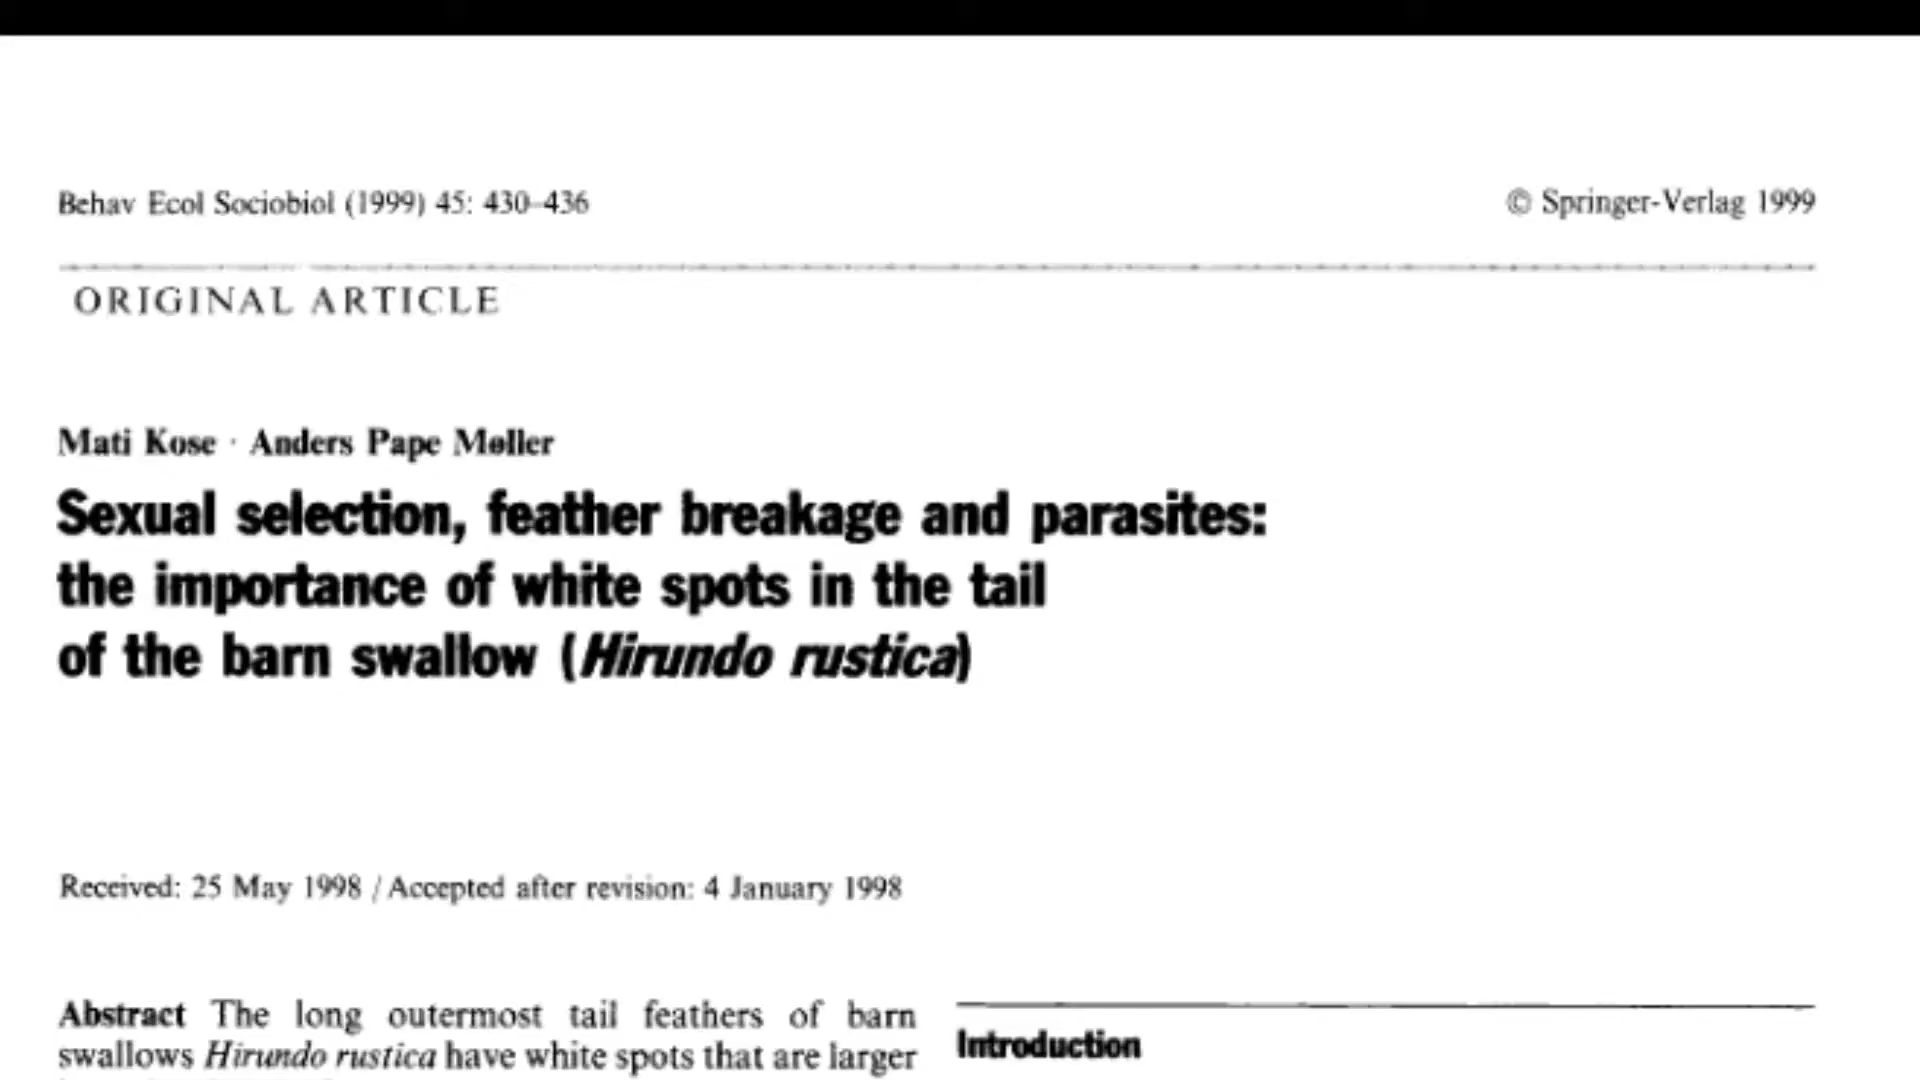 Behav Ecol Sociobiol (1999) 45: 430–436
© Springer-Verlag 1999
ORIGINAL ARTICLE
Mati Kose · Anders Pape Møller
Sexual selection, feather breakage and parasites:
the importance of white spots in the tail
of the barn swallow (Hirundo rustica)
Received: 25 May 1998 / Accepted after revision: 4 January 1998
Abstract The long outermost tail feathers of barn
swallows Hirundo rustica have white spots that are larger
Introduction